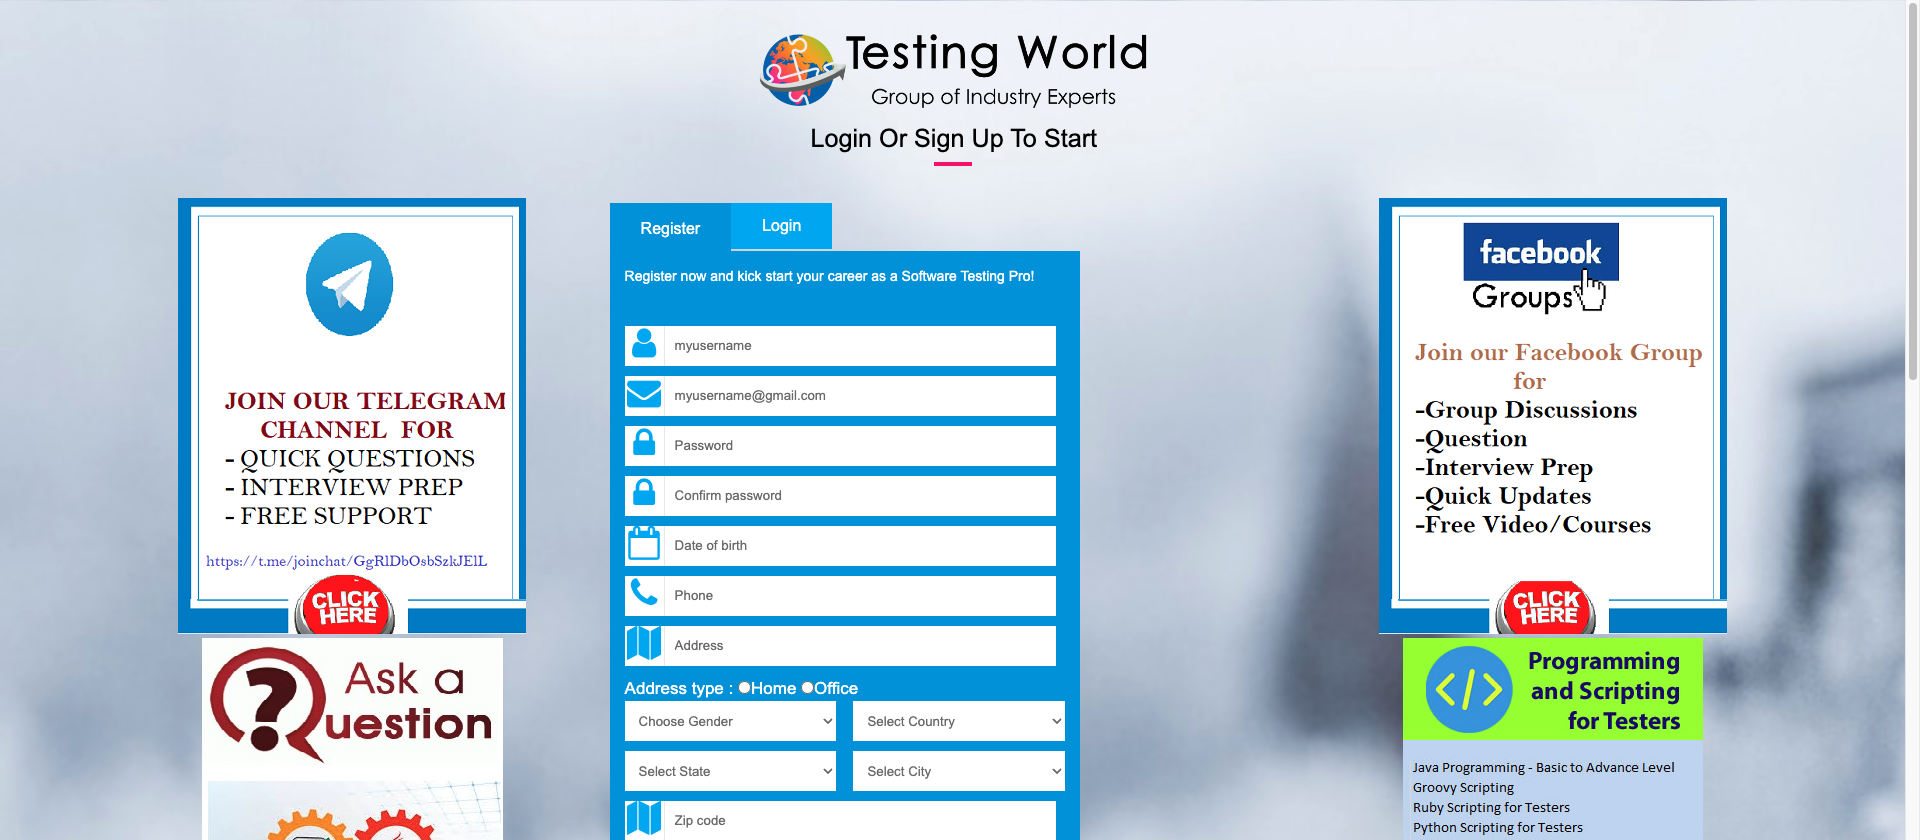 Testing World
Group of Industry Experts
Login Or Sign Up To Start
JOIN OUR TELEGRAM
CHANNEL FOR
- QUICK QUESTIONS
- INTERVIEW PREP
- FREE SUPPORT
https://t.me/joinchat/GgRlDbOsbSzkJElL
CLICK
HERE
Ask a
Question
Register
Login
Register now and kick start your career as a Software Testing Pro!
myusername
myusername@gmail.com
Password
Confirm password
Date of birth
Phone
Address
Address type : Home Office
Choose Gender
Select Country
Select State
Select City
Zip code
facebook
Groups
Join our Facebook Group
for
-Group Discussions
-Question
-Interview Prep
-Quick Updates
-Free Video/Courses
CLICK
HERE
</> Programming
and Scripting
for Testers
Java Programming - Basic to Advance Level
Groovy Scripting
Ruby Scripting for Testers
Python Scripting for Testers